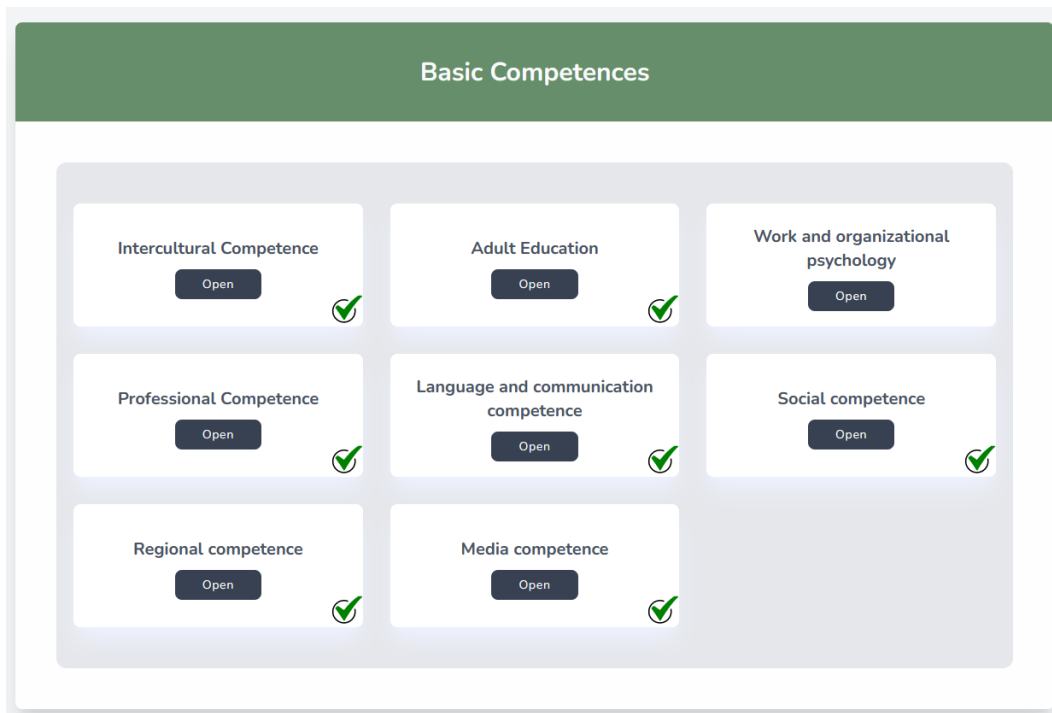 Basic Competences
Intercultural Competence
Open
Adult Education
Open
Work and organizational
psychology
Open
Professional Competence
Open
Language and communication
competence
Open
Social competence
Open
Regional competence
Open
Media competence
Open